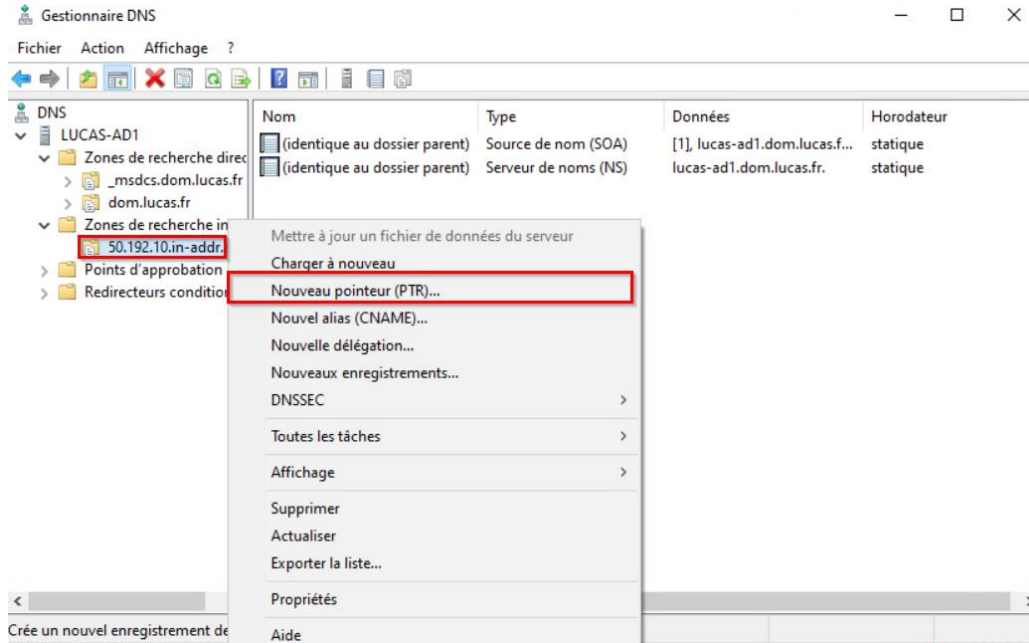 Gestionnaire DNS
Fichier Action Affichage ?
DNS
LUCAS-AD1
Zones de recherche direc
_msdcs.dom.lucas.fr
dom.lucas.fr
Zones de recherche in
50.192.10.in-addr.
Points d'approbation
Redirecteurs condition
Nom Type Données Horodateur
(identique au dossier parent) Source de nom (SOA) [1], lucas-ad1.dom.lucas.f... statique
(identique au dossier parent) Serveur de noms (NS) lucas-ad1.dom.lucas.fr. statique
Mettre à jour un fichier de données du serveur
Charger à nouveau
Nouveau pointeur (PTR)...
Nouvel alias (CNAME)...
Nouvelle délégation...
Nouveaux enregistrements...
DNSSEC
Toutes les tâches
Affichage
Supprimer
Actualiser
Exporter la liste...
Propriétés
Aide
Crée un nouvel enregistrement de